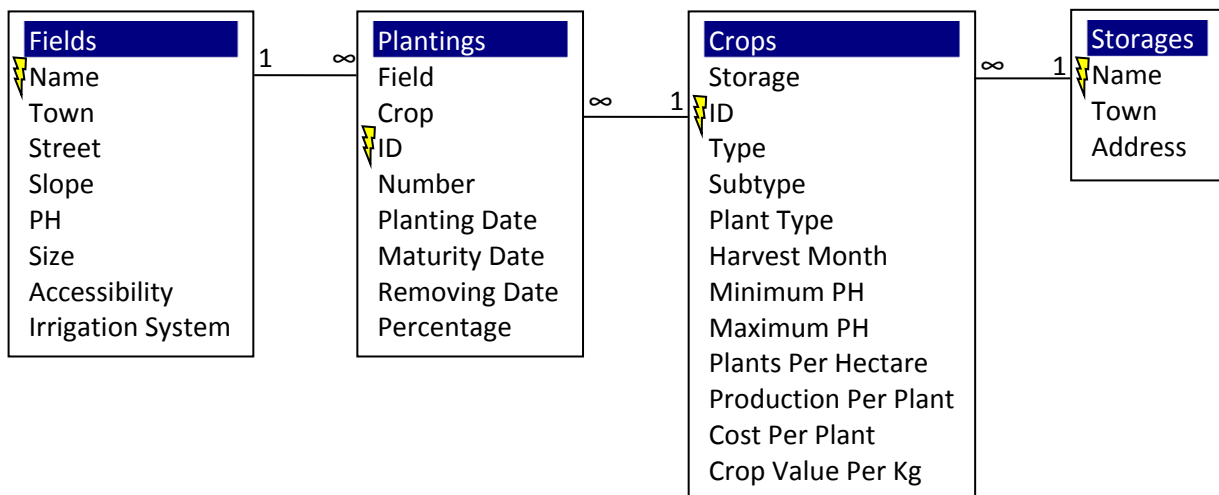 Fields
Name
Town
Street
Slope
PH
Size
Accessibility
Irrigation System
1
∞
Plantings
Field
Crop
ID
Number
Planting Date
Maturity Date
Removing Date
Percentage
∞
1
Crops
Storage
ID
Type
Subtype
Plant Type
Harvest Month
Minimum PH
Maximum PH
Plants Per Hectare
Production Per Plant
Cost Per Plant
Crop Value Per Kg
∞
1
Storages
Name
Town
Address